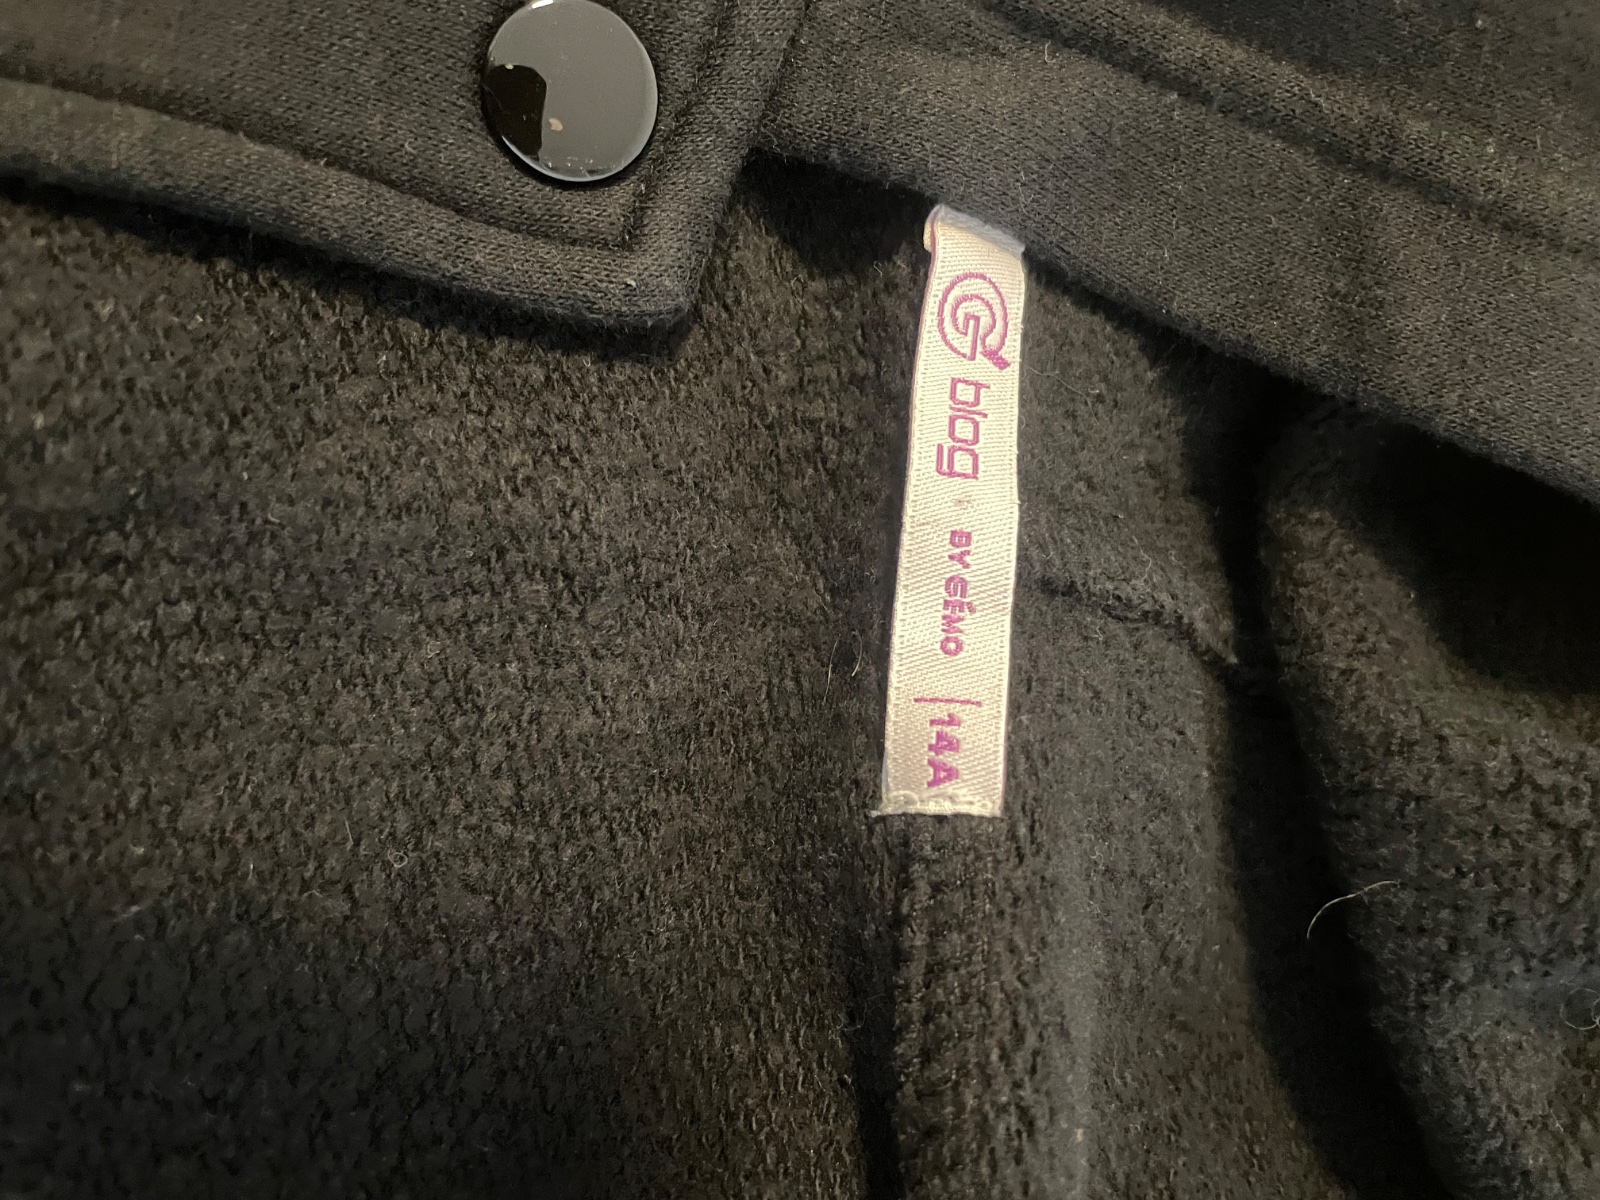 G' blog BY GÉMO | 14A